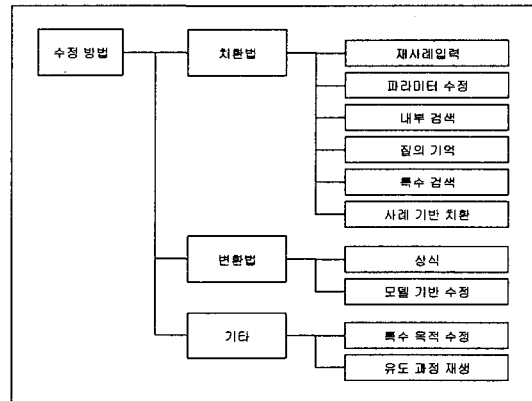 수정 방법
치환법
재사례입력
파라미터 수정
내부 검색
질의 기억
특수 검색
사례 기반 치환
변환법
상식
모델 기반 수정
기타
특수 목적 수정
유도 과정 재생